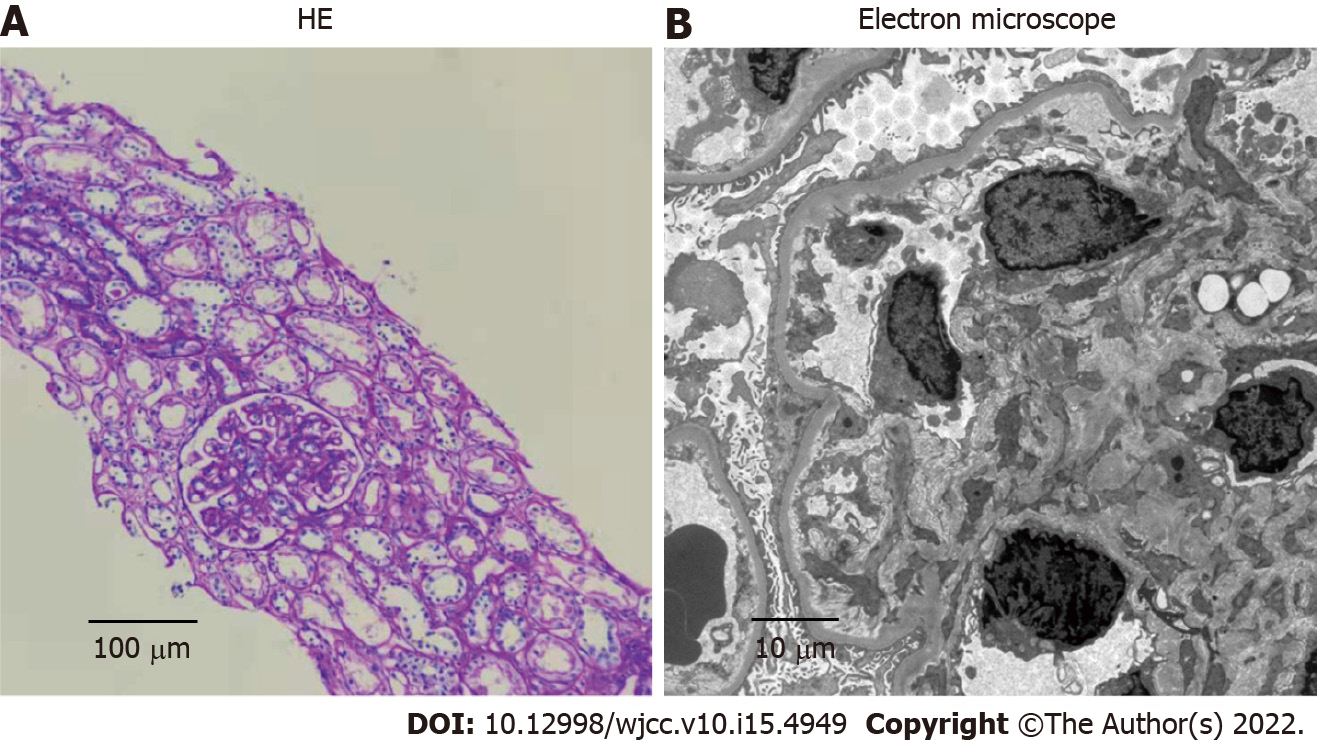 A
HE
B
Electron microscope
100 μm
10 μm
DOI: 10.12998/wjcc.v10.i15.4949 Copyright ©The Author(s) 2022.